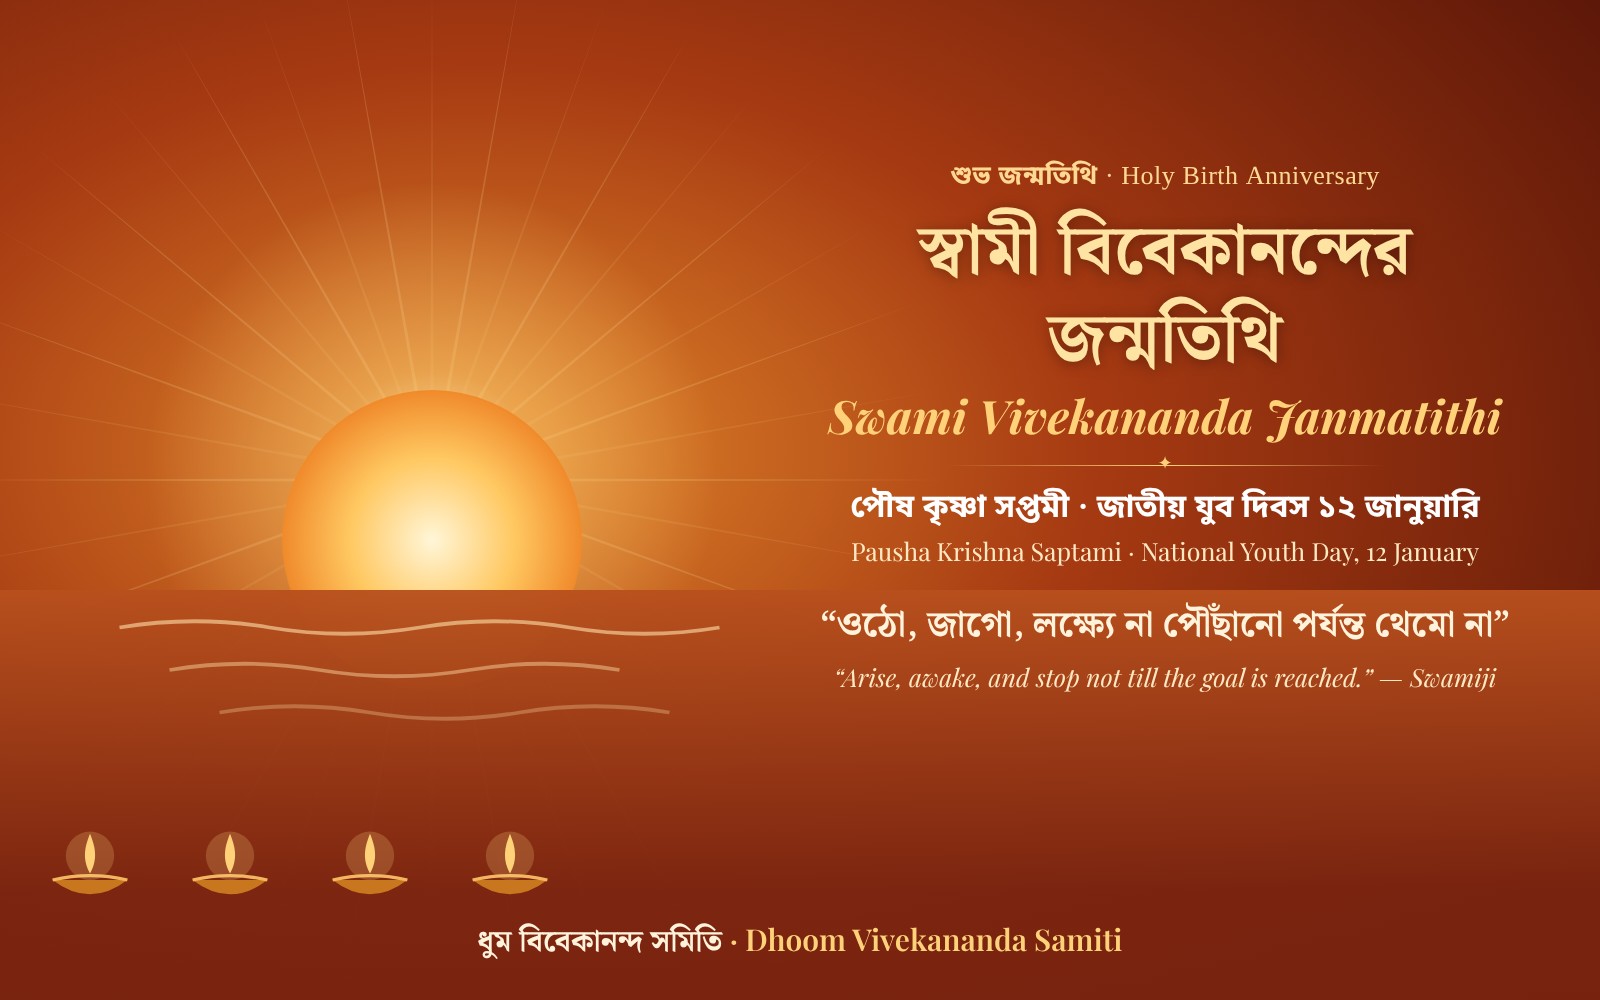 শুভ জন্মতিথি · Holy Birth Anniversary
স্বামী বিবেকানন্দের
জন্মতিথি
Swami Vivekananda Janmatithi
পৌষ কৃষ্ণা সপ্তমী · জাতীয় যুব দিবস ১২ জানুয়ারি
Pausha Krishna Saptami · National Youth Day, 12 January
“ওঠো, জাগো, লক্ষ্যে না পৌঁছানো পর্যন্ত থেমো না”
“Arise, awake, and stop not till the goal is reached.” — Swamiji
ধুম বিবেকানন্দ সমিতি · Dhoom Vivekananda Samiti